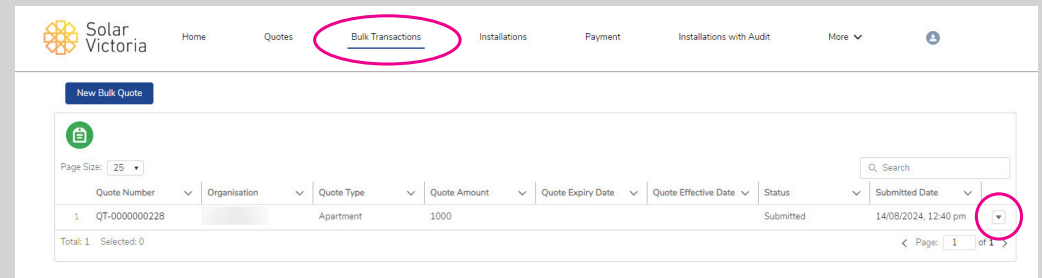 Solar
Victoria
Home Quotes Bulk Transactions Installations Payment Installations with Audit More
New Bulk Quote
Page Size: 25
Search
Quote Number Organisation Quote Type Quote Amount Quote Expiry Date Quote Effective Date Status Submitted Date
1 QT-0000000228 Apartment 1000 Submitted 14/08/2024, 12:40 pm
Total: 1 Selected: 0 Page: 1 of 1